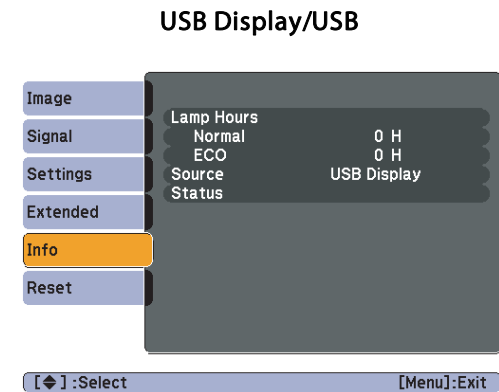 USB Display/USB
Image
Signal
Settings
Extended
Info
Reset
Lamp Hours
Normal 0 H
ECO 0 H
Source USB Display
Status
[◆] :Select [Menu]:Exit